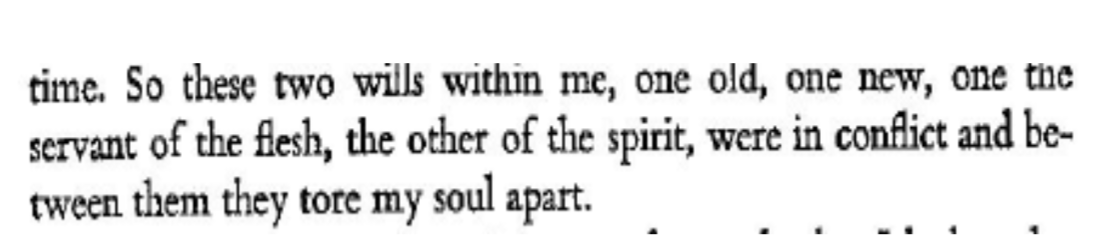 time. So these two wills within me, one old, one new, one the
servant of the flesh, the other of the spirit, were in conflict and be-
tween them they tore my soul apart.